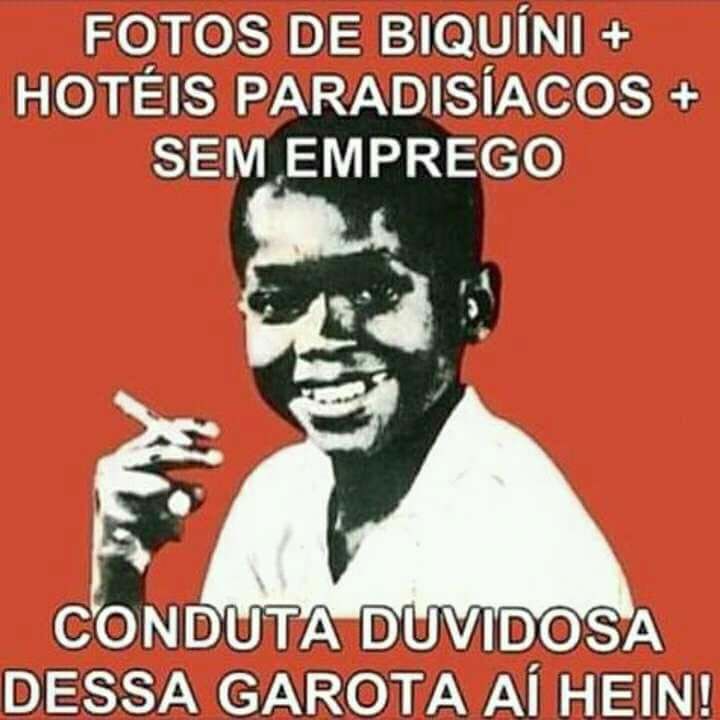 FOTOS DE BIQUÍNI +
HOTÉIS PARADISÍACOS +
SEM EMPREGO
CONDUTA DUVIDOSA
DESSA GAROTA AÍ HEIN!